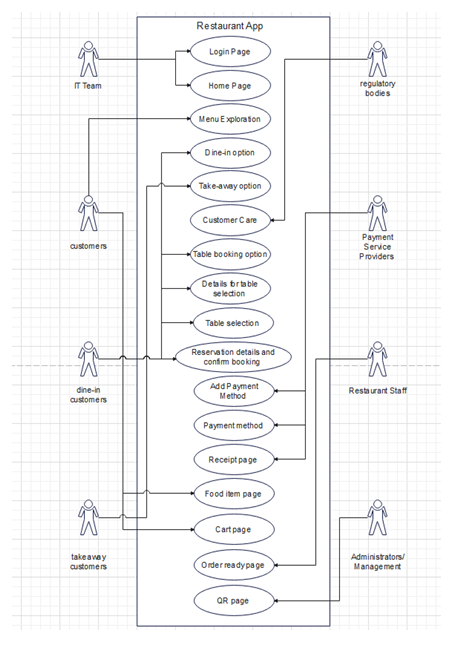 Restaurant App
Login Page
Home Page
IT Team
regulatory
bodies
Menu Exploration
Dine-in option
Take-away option
Customer Care
customers
Payment
Service
Providers
Table booking option
Details for table
selection
Table selection
Reservation details and
confirm booking
dine-in
customers
Restaurant Staff
Add Payment
Method
Payment method
Receipt page
Food item page
Cart page
takeaway
customers
Administrators/
Management
Order ready page
QR page